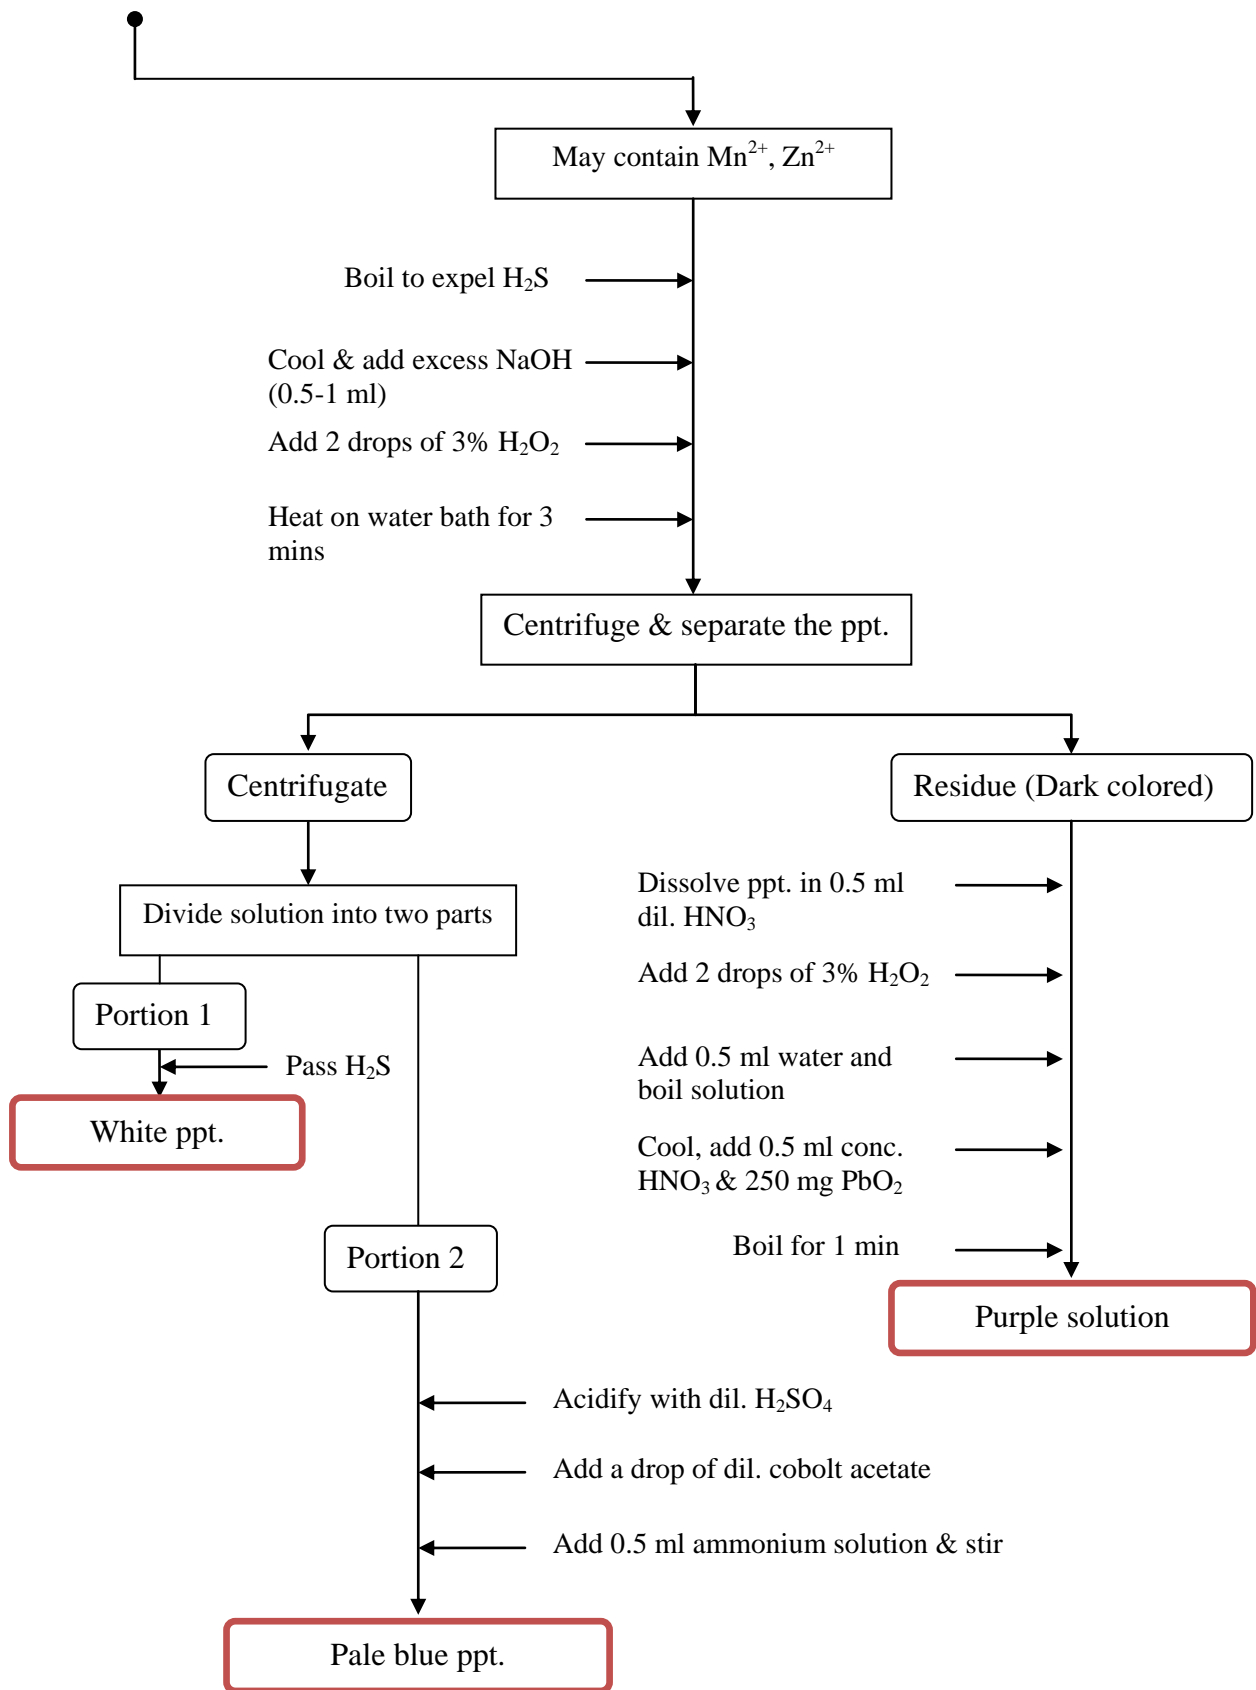 May contain Mn²⁺, Zn²⁺
Boil to expel H₂S
Cool & add excess NaOH
(0.5-1 ml)
Add 2 drops of 3% H₂O₂
Heat on water bath for 3
mins
Centrifuge & separate the ppt.
Centrifugate
Divide solution into two parts
Portion 1
Pass H₂S
White ppt.
Portion 2
Acidify with dil. H₂SO₄
Add a drop of dil. cobolt acetate
Add 0.5 ml ammonium solution & stir
Pale blue ppt.
Residue (Dark colored)
Dissolve ppt. in 0.5 ml
dil. HNO₃
Add 2 drops of 3% H₂O₂
Add 0.5 ml water and
boil solution
Cool, add 0.5 ml conc.
HNO₃ & 250 mg PbO₂
Boil for 1 min
Purple solution